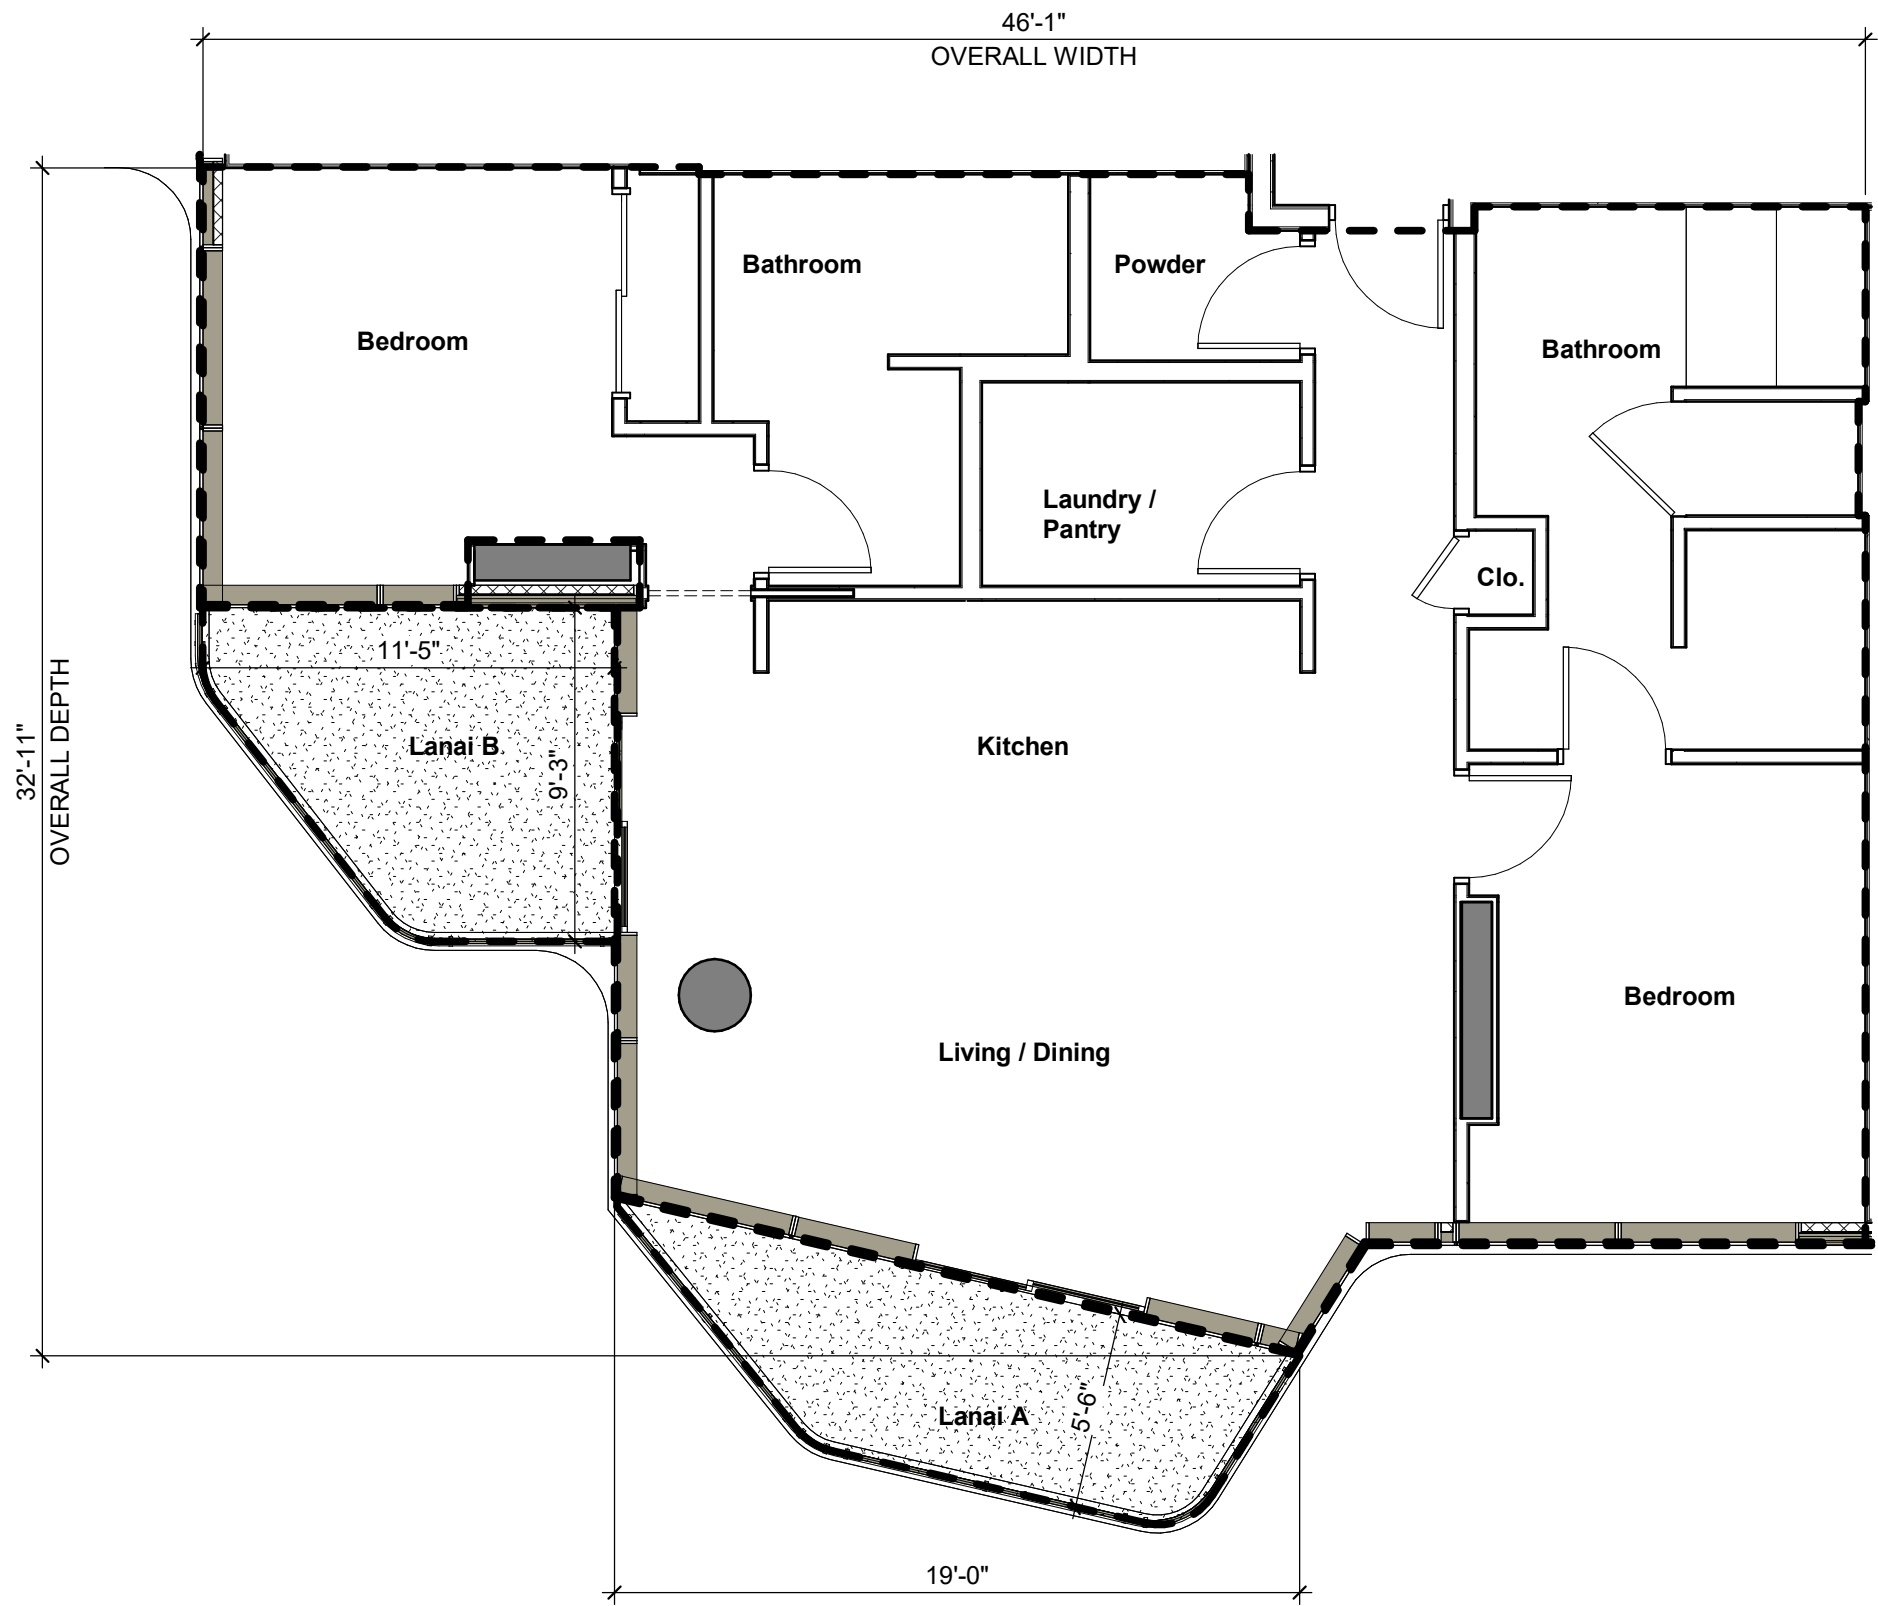 46'-1"
OVERALL WIDTH
Bathroom
Powder
Bedroom
Bathroom
Laundry /
Pantry
Clo.
11'-5"
32'-11"
OVERALL DEPTH
Lanai B
9'-3"
Kitchen
Bedroom
Living / Dining
Lanai A
5'-6"
19'-0"